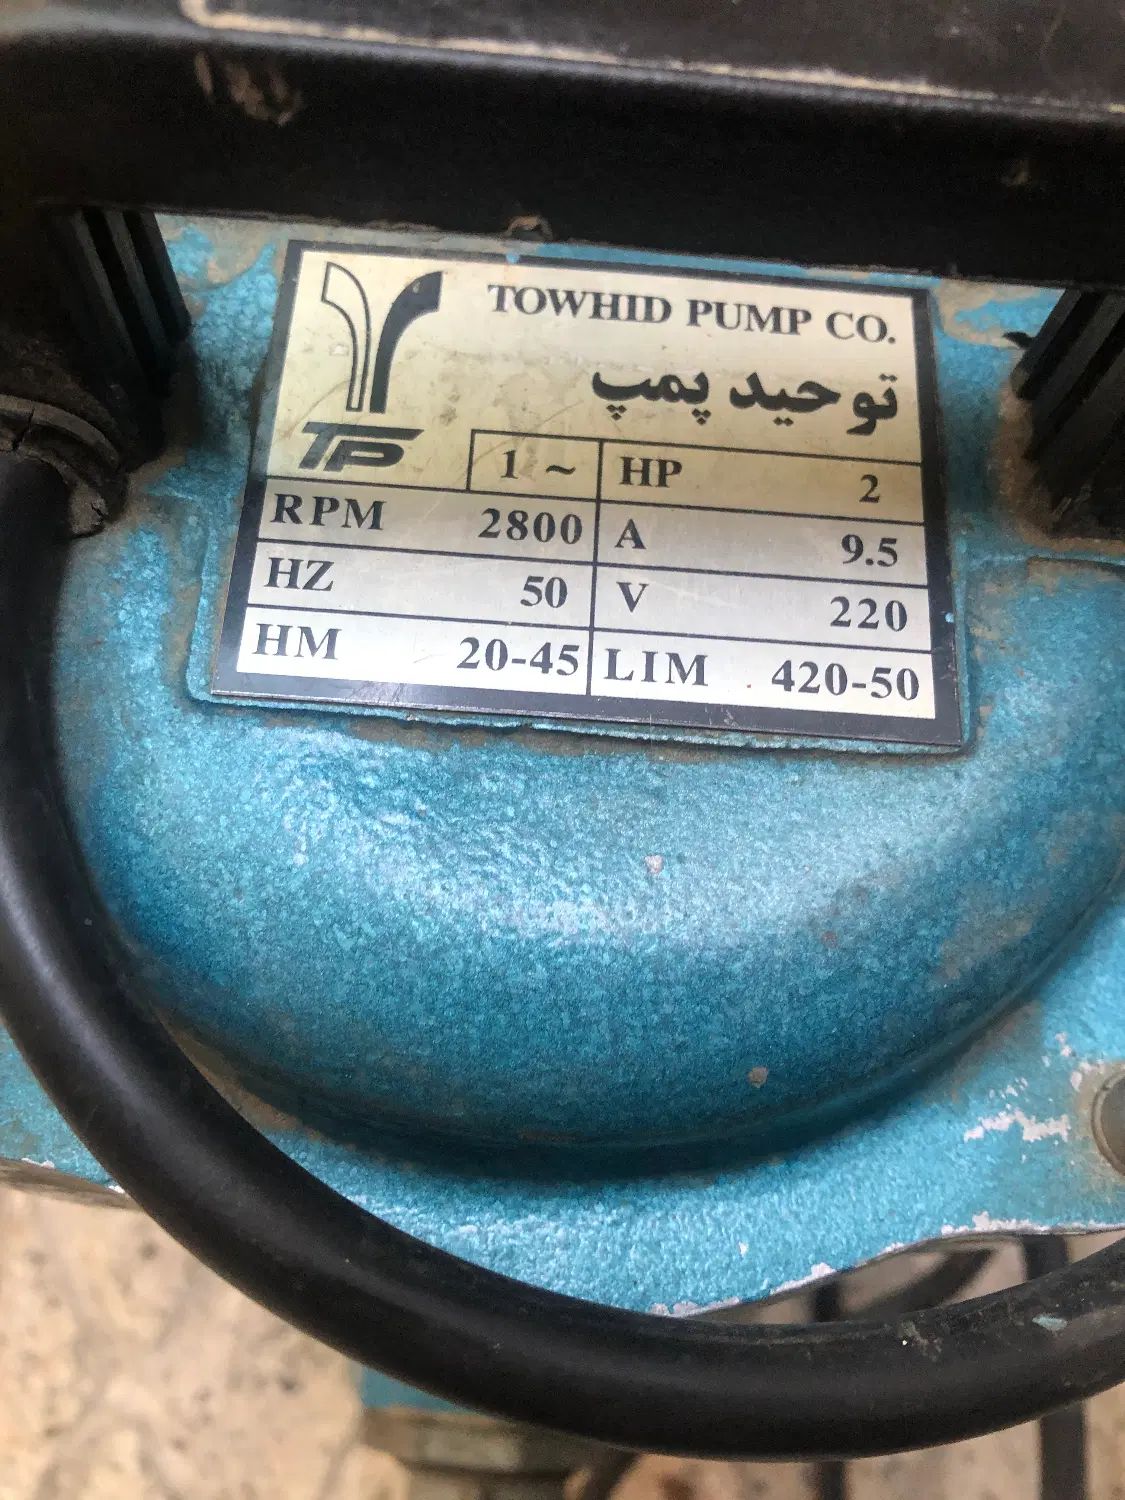 TOWHID PUMP CO.
توحید پمپ
TP
1 ~ HP 2
RPM 2800 A 9.5
HZ 50 V 220
HM 20-45 LIM 420-50